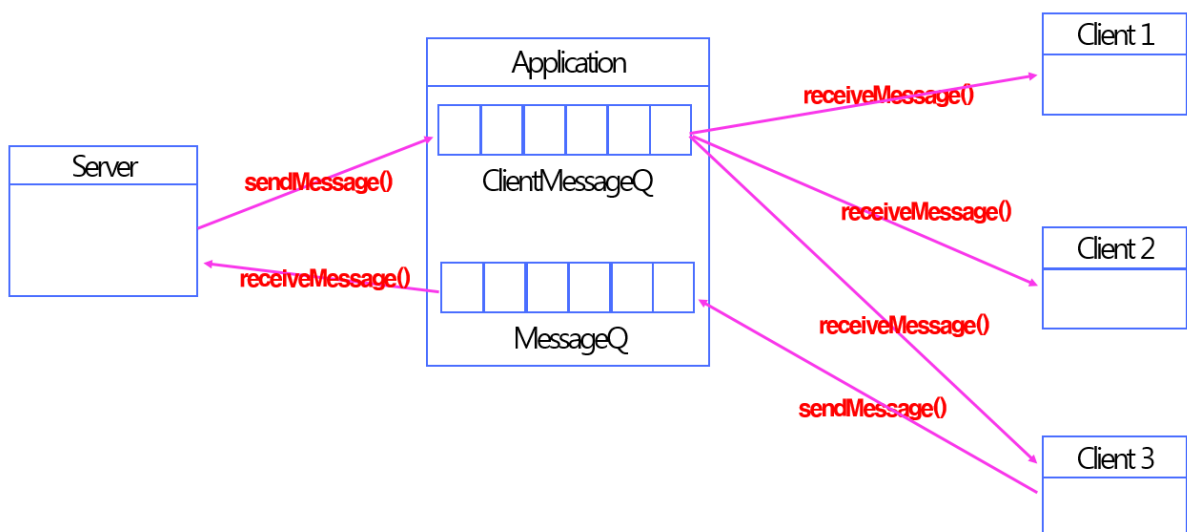 Client 1
Application
receiveMessage()
Server
sendMessage()
ClientMessageQ
receiveMessage()
Client 2
receiveMessage()
receiveMessage()
MessageQ
sendMessage()
Client 3